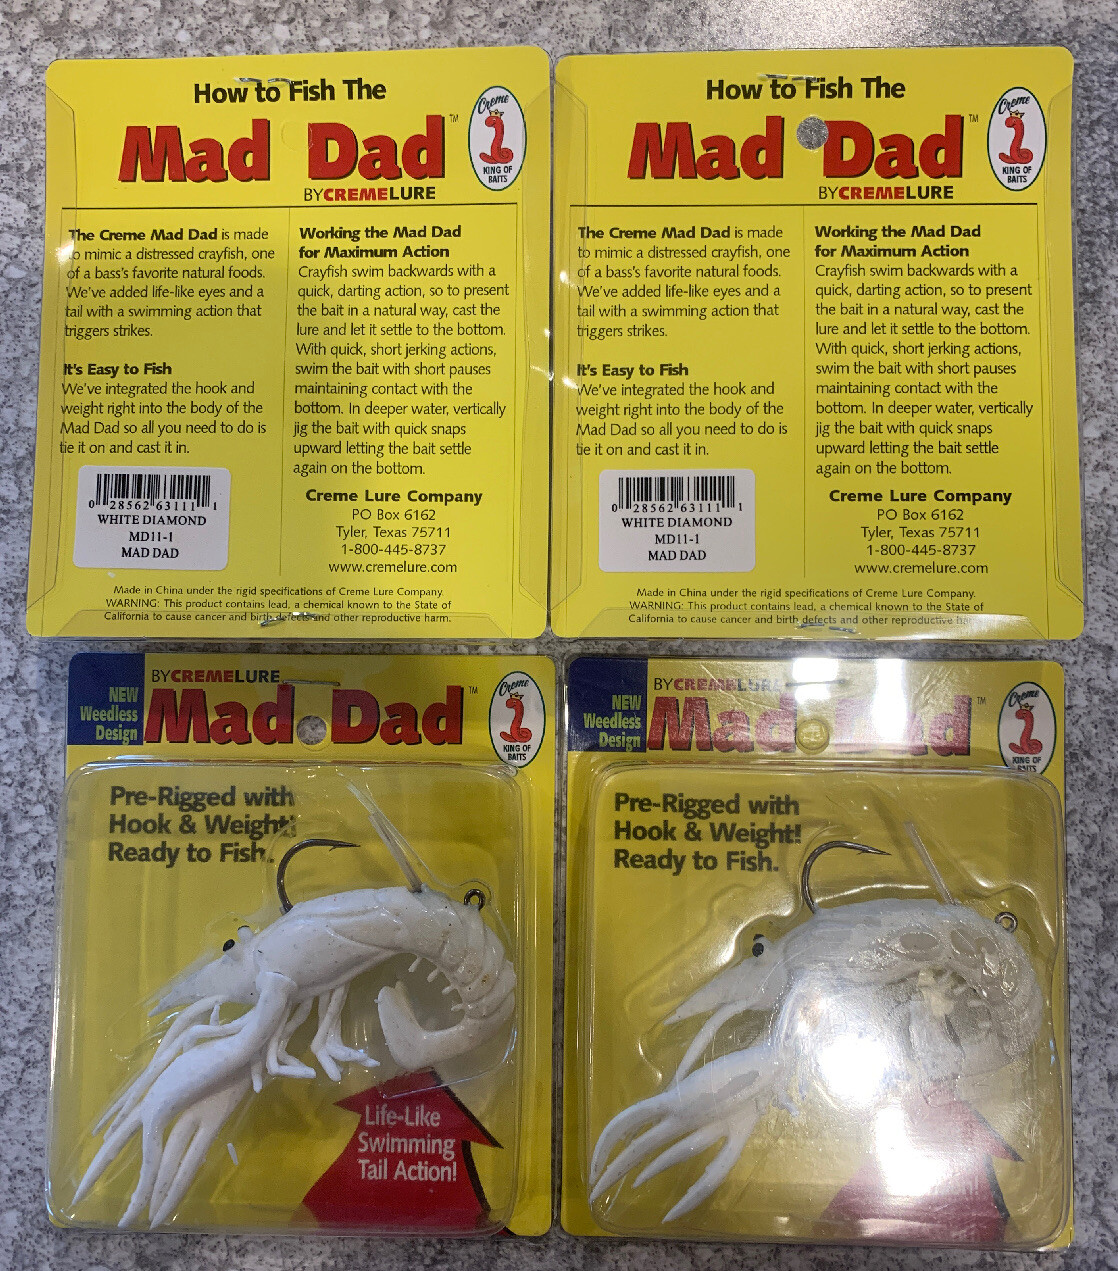 How to Fish The
Mad Dad™
BY CREME LURE
Creme
KING OF
BAITS
The Creme Mad Dad is made
to mimic a distressed crayfish, one
of a bass's favorite natural foods.
We've added life-like eyes and a
tail with a swimming action that
triggers strikes.
It's Easy to Fish
We've integrated the hook and
weight right into the body of the
Mad Dad so all you need to do is
tie it on and cast it in.
0 28562 63111 1
WHITE DIAMOND
MD11-1
MAD DAD
Working the Mad Dad
for Maximum Action
Crayfish swim backwards with a
quick, darting action, so to present
the bait in a natural way, cast the
lure and let it settle to the bottom.
With quick, short jerking actions,
swim the bait with short pauses
maintaining contact with the
bottom. In deeper water, vertically
jig the bait with quick snaps
upward letting the bait settle
again on the bottom.
Creme Lure Company
PO Box 6162
Tyler, Texas 75711
1-800-445-8737
www.cremelure.com
Made in China under the rigid specifications of Creme Lure Company.
WARNING: This product contains lead, a chemical known to the State of
California to cause cancer and birth defects and other reproductive harm.
How to Fish The
Mad Dad™
BY CREME LURE
Creme
KING OF
BAITS
The Creme Mad Dad is made
to mimic a distressed crayfish, one
of a bass's favorite natural foods.
We've added life-like eyes and a
tail with a swimming action that
triggers strikes.
It's Easy to Fish
We've integrated the hook and
weight right into the body of the
Mad Dad so all you need to do is
tie it on and cast it in.
0 28562 63111 1
WHITE DIAMOND
MD11-1
MAD DAD
Working the Mad Dad
for Maximum Action
Crayfish swim backwards with a
quick, darting action, so to present
the bait in a natural way, cast the
lure and let it settle to the bottom.
With quick, short jerking actions,
swim the bait with short pauses
maintaining contact with the
bottom. In deeper water, vertically
jig the bait with quick snaps
upward letting the bait settle
again on the bottom.
Creme Lure Company
PO Box 6162
Tyler, Texas 75711
1-800-445-8737
www.cremelure.com
Made in China under the rigid specifications of Creme Lure Company.
WARNING: This product contains lead, a chemical known to the State of
California to cause cancer and birth defects and other reproductive
NEW
Weedless
Design
BY CREME LURE
Mad Dad™
Creme
KING OF
BAITS
Pre-Rigged with
Hook & Weight!
Ready to Fish.
Life-Like
Swimming
Tail Action!
NEW
Weedless
Design
BY CREME LURE
Mad Dad™
Creme
KING OF
BAITS
Pre-Rigged with
Hook & Weight!
Ready to Fish.